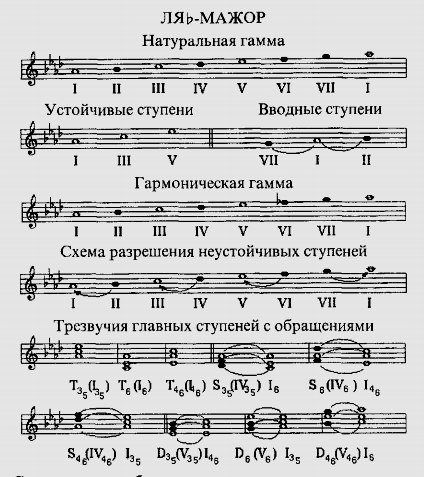 ЛЯ♭-МАЖОР
Натуральная гамма
I II III IV V VI VII I
Устойчивые ступени Вводные ступени
I III V VII I II
Гармоническая гамма
I II III IV V VI VII I
Схема разрешения неустойчивых ступеней
I II III IV V VI VII I
Трезвучия главных ступеней с обращениями
T₃₅(I₃₅) T₆(I₆) T₄₆(I₄₆) S₃₅(IV₃₅) I₆ S₆(IV₆) I₄₆
S₄₆(IV₄₆) I₃₅ D₃₅(V₃₅)I₄₆ D₆(V₆) I₃₅ D₄₆(V₄₆)I₆